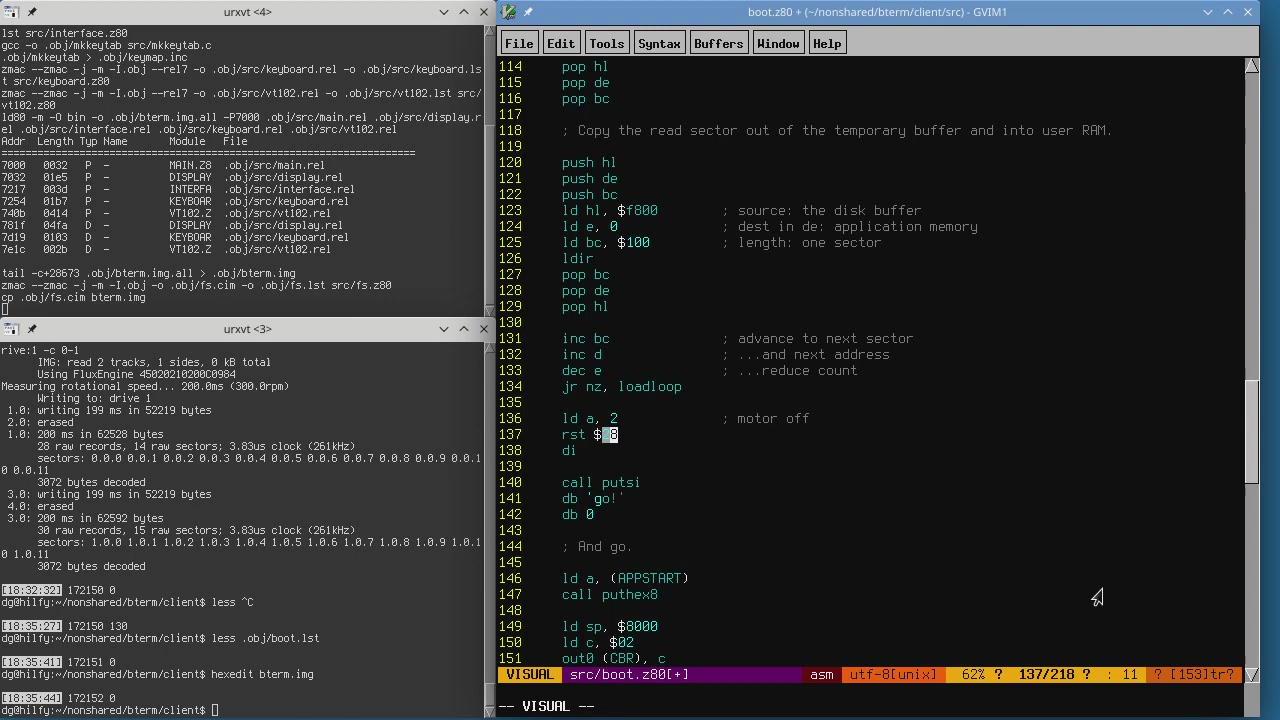 urxvt <4>
lst src/interface.z80
gcc -o .obj/mkkeytab src/mkkeytab.c
.obj/mkkeytab > .obj/keymap.inc
zmac --zmac -j -m -I.obj --rel7 -o .obj/src/keyboard.rel -o .obj/src/keyboard.ls
t src/keyboard.z80
zmac --zmac -j -m -I.obj --rel7 -o .obj/src/vt102.rel -o .obj/src/vt102.lst src/
vt102.z80
ld80 -m -O bin -o .obj/bterm.img.all -P7000 .obj/src/main.rel .obj/src/display.r
el .obj/src/interface.rel .obj/src/keyboard.rel .obj/src/vt102.rel
Addr Length Typ Name Module File
==================================================================
7000 0032 P - MAIN.Z8 .obj/src/main.rel
7032 01e5 P - DISPLAY .obj/src/display.rel
7217 003d P - INTERFA .obj/src/interface.rel
7254 01b7 P - KEYBOAR .obj/src/keyboard.rel
740b 0414 P - VT102.Z .obj/src/vt102.rel
781f 04fa D - DISPLAY .obj/src/display.rel
7d19 0103 D - KEYBOAR .obj/src/keyboard.rel
7e1c 002b D - VT102.Z .obj/src/vt102.rel
tail -c+28673 .obj/bterm.img.all > .obj/bterm.img
zmac --zmac -j -m -I.obj -o .obj/fs.cim -o .obj/fs.lst src/fs.z80
cp .obj/fs.cim bterm.img
urxvt <3>
rive:1 -c 0-1
IMG: read 2 tracks, 1 sides, 0 kB total
Using FluxEngine 4502021020 0C0984
Measuring rotational speed... 200.0ms (300.0rpm)
Writing to: drive 1
1.0: writing 199 ms in 52219 bytes
2.0: erased
1.0: 200 ms in 62528 bytes
28 raw records, 14 raw sectors; 3.83us clock (261kHz)
sectors: 0.0.0 0.0.1 0.0.2 0.0.3 0.0.4 0.0.5 0.0.6 0.0.7 0.0.8 0.0.9 0.0.1
0 0.0.11
3072 bytes decoded
3.0: writing 199 ms in 52219 bytes
4.0: erased
3.0: 200 ms in 62592 bytes
30 raw records, 15 raw sectors; 3.83us clock (261kHz)
sectors: 1.0.0 1.0.1 1.0.2 1.0.3 1.0.4 1.0.5 1.0.6 1.0.7 1.0.8 1.0.9 1.0.1
0 1.0.11
3072 bytes decoded
[18:32:32] 172150 0
dg@hilfy:~/nonshared/bterm/client$ less ^C
[18:35:27] 172150 130
dg@hilfy:~/nonshared/bterm/client$ less .obj/boot.lst
[18:35:41] 172151 0
dg@hilfy:~/nonshared/bterm/client$ hexedit bterm.img
[18:35:44] 172152 0
dg@hilfy:~/nonshared/bterm/client$
boot.z80 + (~/nonshared/bterm/client/src) - GVIM1
File Edit Tools Syntax Buffers Window Help
114 pop hl
115 pop de
116 pop bc
117
118 ; Copy the read sector out of the temporary buffer and into user RAM.
119
120 push hl
121 push de
122 push bc
123 ld hl, $f800 ; source: the disk buffer
124 ld e, 0 ; dest in de: application memory
125 ld bc, $100 ; length: one sector
126 ldir
127 pop bc
128 pop de
129 pop hl
130
131 inc bc ; advance to next sector
132 inc d ; ...and next address
133 dec e ; ...reduce count
134 jr nz, loadloop
135
136 ld a, 2 ; motor off
137 rst $08
138 di
139
140 call putsi
141 db 'go!'
142 db 0
143
144 ; And go.
145
146 ld a, (APPSTART)
147 call puthex8
148
149 ld sp, $8000
150 ld c, $02
151 out0 (CBR), c
VISUAL src/boot.z80[+] asm utf-8[unix] 62% ? 137/218 ? : 11 ? [153]tr?
-- VISUAL --